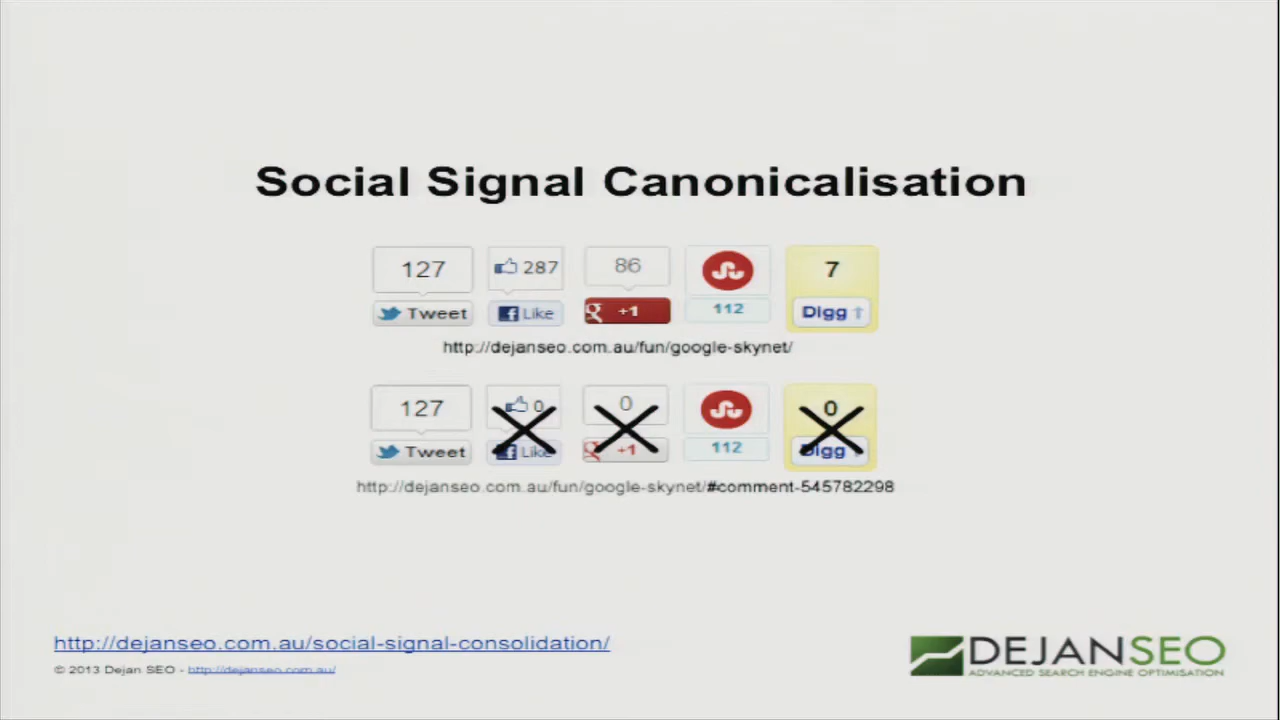 Social Signal Canonicalisation
127 287 86 7
Tweet Like +1 112 Digg
http://dejanseo.com.au/fun/google-skynet/
127 0 0 0
Tweet Like +1 112 Digg
http://dejanseo.com.au/fun/google-skynet/#comment-545782298
http://dejanseo.com.au/social-signal-consolidation/
© 2013 Dejan SEO - http://dejanseo.com.au/
DEJANSEO
ADVANCED SEARCH ENGINE OPTIMISATION